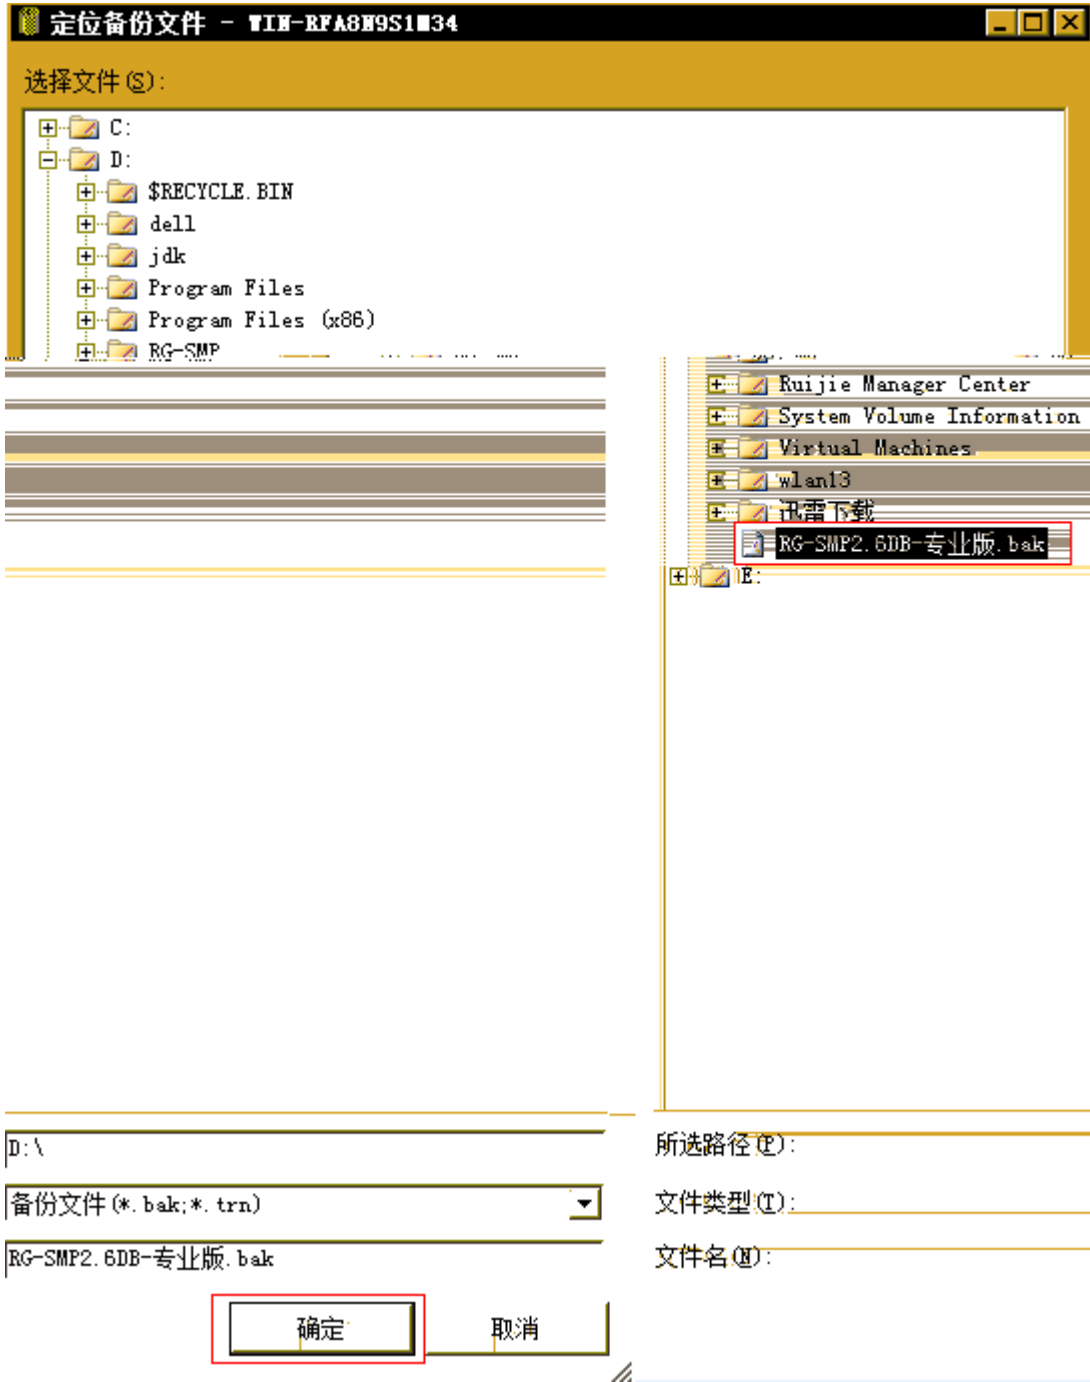 定位备份文件 - WIN-RFA8N9S1M34
选择文件(S):
C:
D:
$RECYCLE.BIN
dell
jdk
Program Files
Program Files (x86)
RG-SMP
Ruijie Manager Center
System Volume Information
Virtual Machines
wlan13
迅雷下载
RG-SMP2.6DB-专业版.bak
E:
D:\
所选路径(P):
备份文件(*.bak;*.trn)
文件类型(T):
RG-SMP2.6DB-专业版.bak
文件名(N):
确定
取消